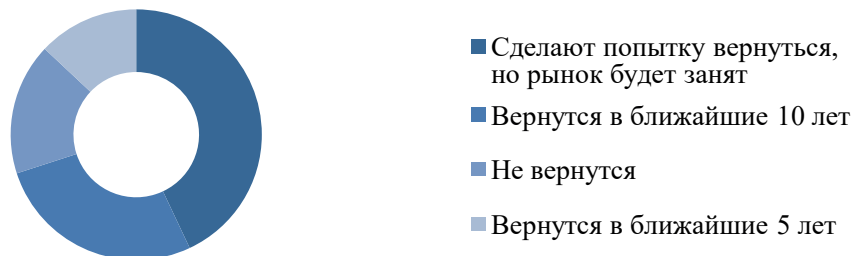 Сделают попытку вернуться,
но рынок будет занят
Вернутся в ближайшие 10 лет
Не вернутся
Вернутся в ближайшие 5 лет